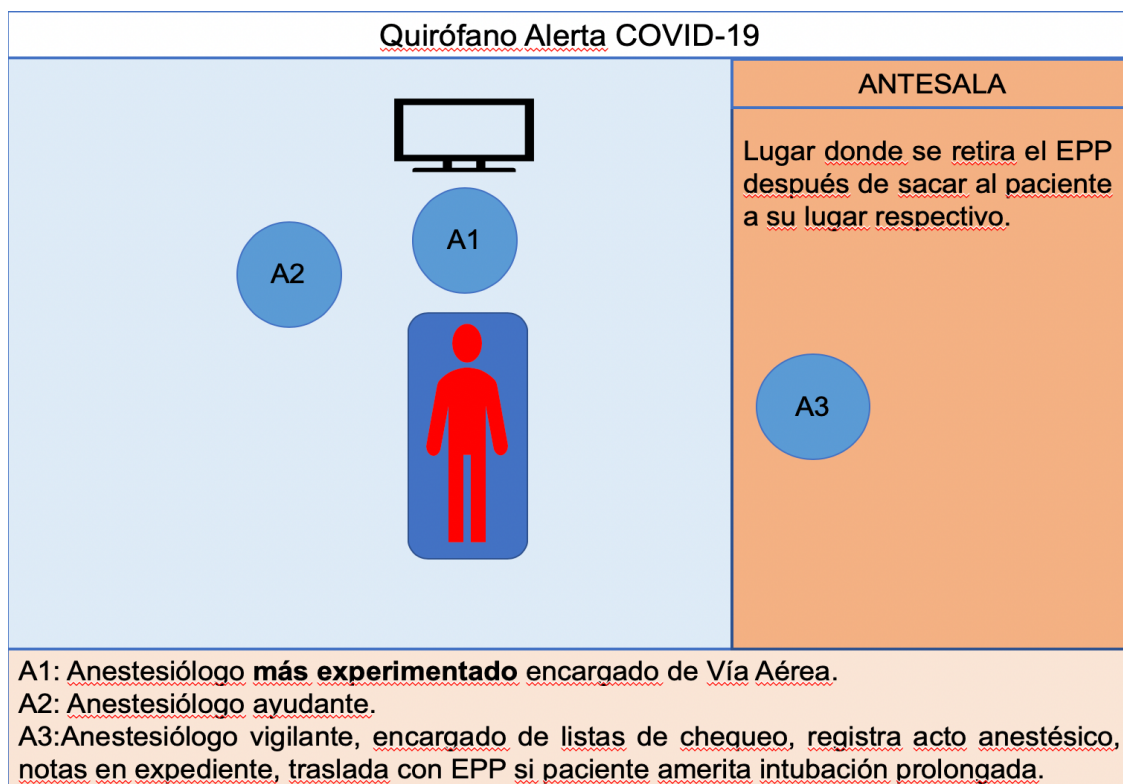 Quirófano Alerta COVID-19
ANTESALA
Lugar donde se retira el EPP
después de sacar al paciente
a su lugar respectivo.
A1
A2
A3
A1: Anestesiólogo más experimentado encargado de Vía Aérea.
A2: Anestesiólogo ayudante.
A3:Anestesiólogo vigilante, encargado de listas de chequeo, registra acto anestésico,
notas en expediente, traslada con EPP si paciente amerita intubación prolongada.